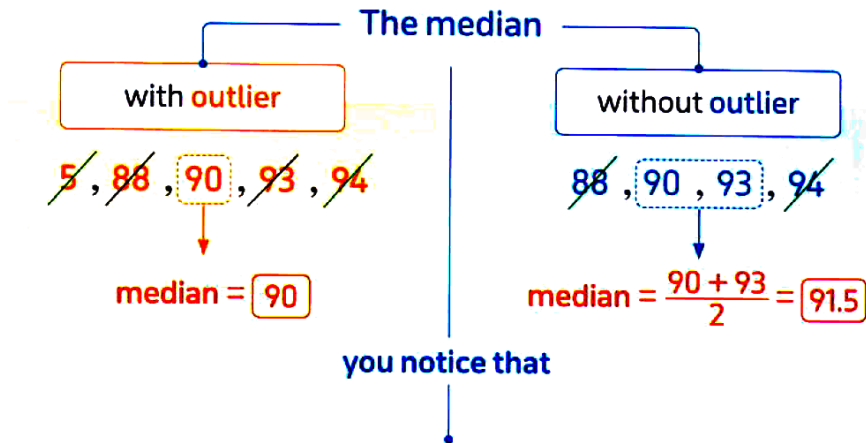 The median
with outlier
5 , 88 , 90 , 93 , 94
median = 90
without outlier
88 , 90 , 93 , 94
median = (90 + 93)/2 = 91.5
you notice that